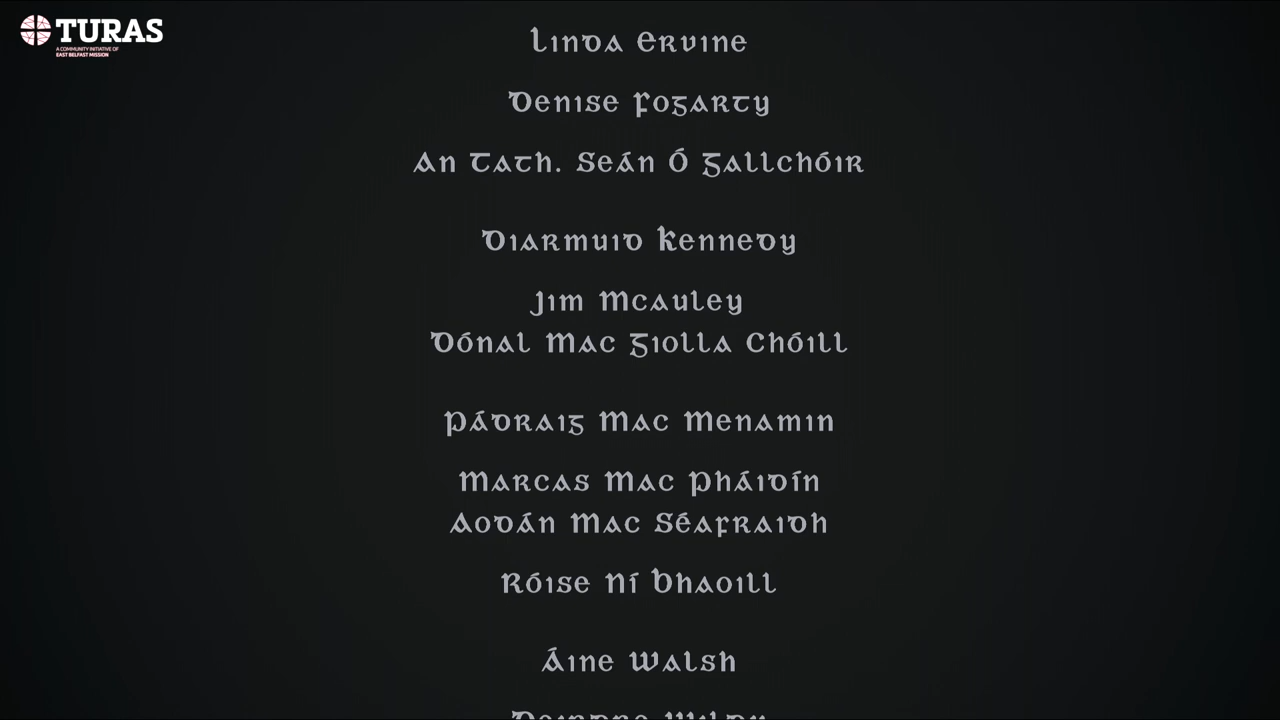 TURAS
A COMMUNITY INITIATIVE OF
EAST BELFAST MISSION
Linda Ervine
Denise Fogarty
An tath. Seán Ó Gallchóir
Diarmuid Kennedy
Jim Mcauley
Dónal Mac Giolla Chóill
Pádraig Mac Menamin
Marcas Mac Pháidín
Aodán Mac Séafraidh
Róise Ní Bhaoill
Áine Walsh